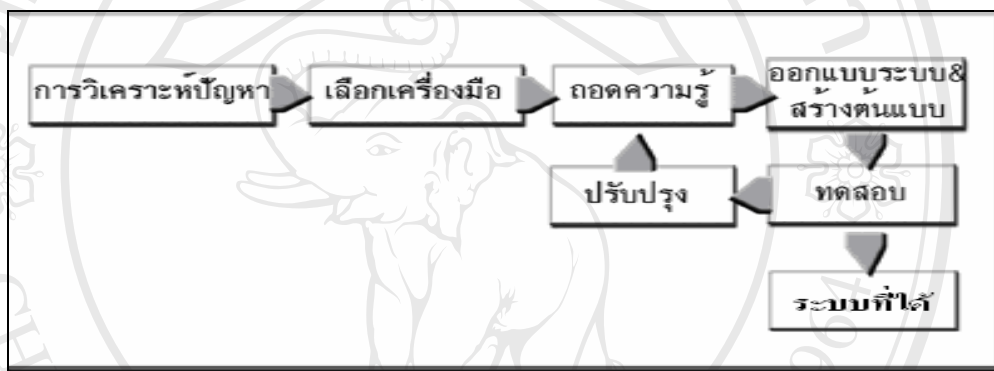 การวิเคราะห์ปัญหา
เลือกเครื่องมือ
ถอดความรู้
ออกแบบระบบ&
สร้างต้นแบบ
ปรับปรุง
ทดสอบ
ระบบที่ได้
1964